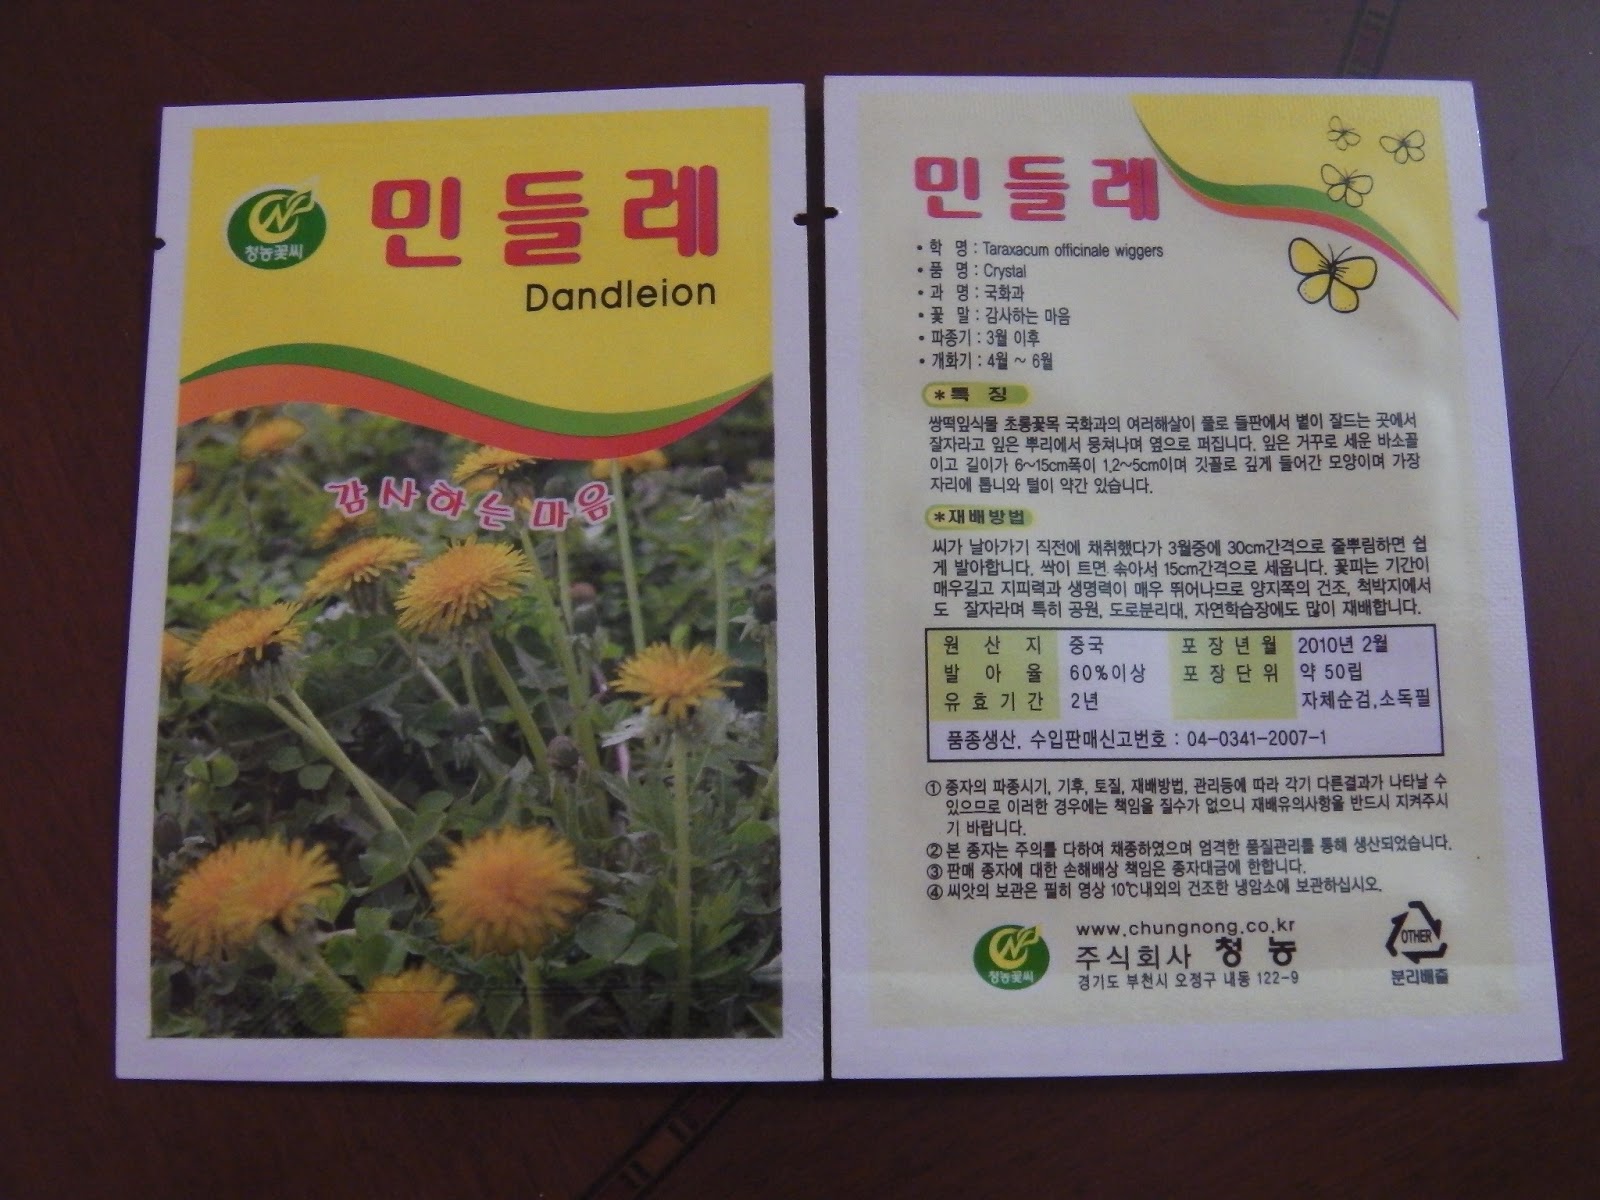 청농꽃씨
민들레
Dandleion
감사하는 마음
민들레
• 학 명 : Taraxacum officinale wiggers
• 품 명 : Crystal
• 과 명 : 국화과
• 꽃 말 : 감사하는 마음
• 파종기 : 3월 이후
• 개화기 : 4월 ~ 6월
*특 징
쌍떡잎식물 초롱꽃목 국화과의 여러해살이 풀로 들판에서 볕이 잘드는 곳에서
잘자라고 잎은 뿌리에서 뭉쳐나며 옆으로 퍼집니다. 잎은 거꾸로 세운 바소꼴
이고 길이가 6~15cm폭이 1.2~5cm이며 깃꼴로 깊게 들어간 모양이며 가장
자리에 톱니와 털이 약간 있습니다.
*재배방법
씨가 날아가기 직전에 채취했다가 3월중에 30cm간격으로 줄뿌림하면 쉽
게 발아합니다. 싹이 트면 솎아서 15cm간격으로 세웁니다. 꽃피는 기간이
매우길고 지피력과 생명력이 매우 뛰어나므로 양지쪽의 건조, 척박지에서
도 잘자라며 특히 공원, 도로분리대, 자연학습장에도 많이 재배합니다.
원 산 지 중국 포장년월 2010년 2월
발 아 율 60%이상 포장단위 약 50립
유효기간 2년 자체순검,소독필
품종생산, 수입판매신고번호 : 04-0341-2007-1
① 종자의 파종시기, 기후, 토질, 재배방법, 관리등에 따라 각기 다른결과가 나타날 수
있으므로 이러한 경우에는 책임을 질수가 없으니 재배유의사항을 반드시 지켜주시
기 바랍니다.
② 본 종자는 주의를 다하여 채종하였으며 엄격한 품질관리를 통해 생산되었습니다.
③ 판매 종자에 대한 손해배상 책임은 종자대금에 한합니다.
④ 씨앗의 보관은 필히 영상 10℃내외의 건조한 냉암소에 보관하십시오.
청농꽃씨
www.chungnong.co.kr
주식회사 청 농
경기도 부천시 오정구 내동 122-9
OTHER
분리배출